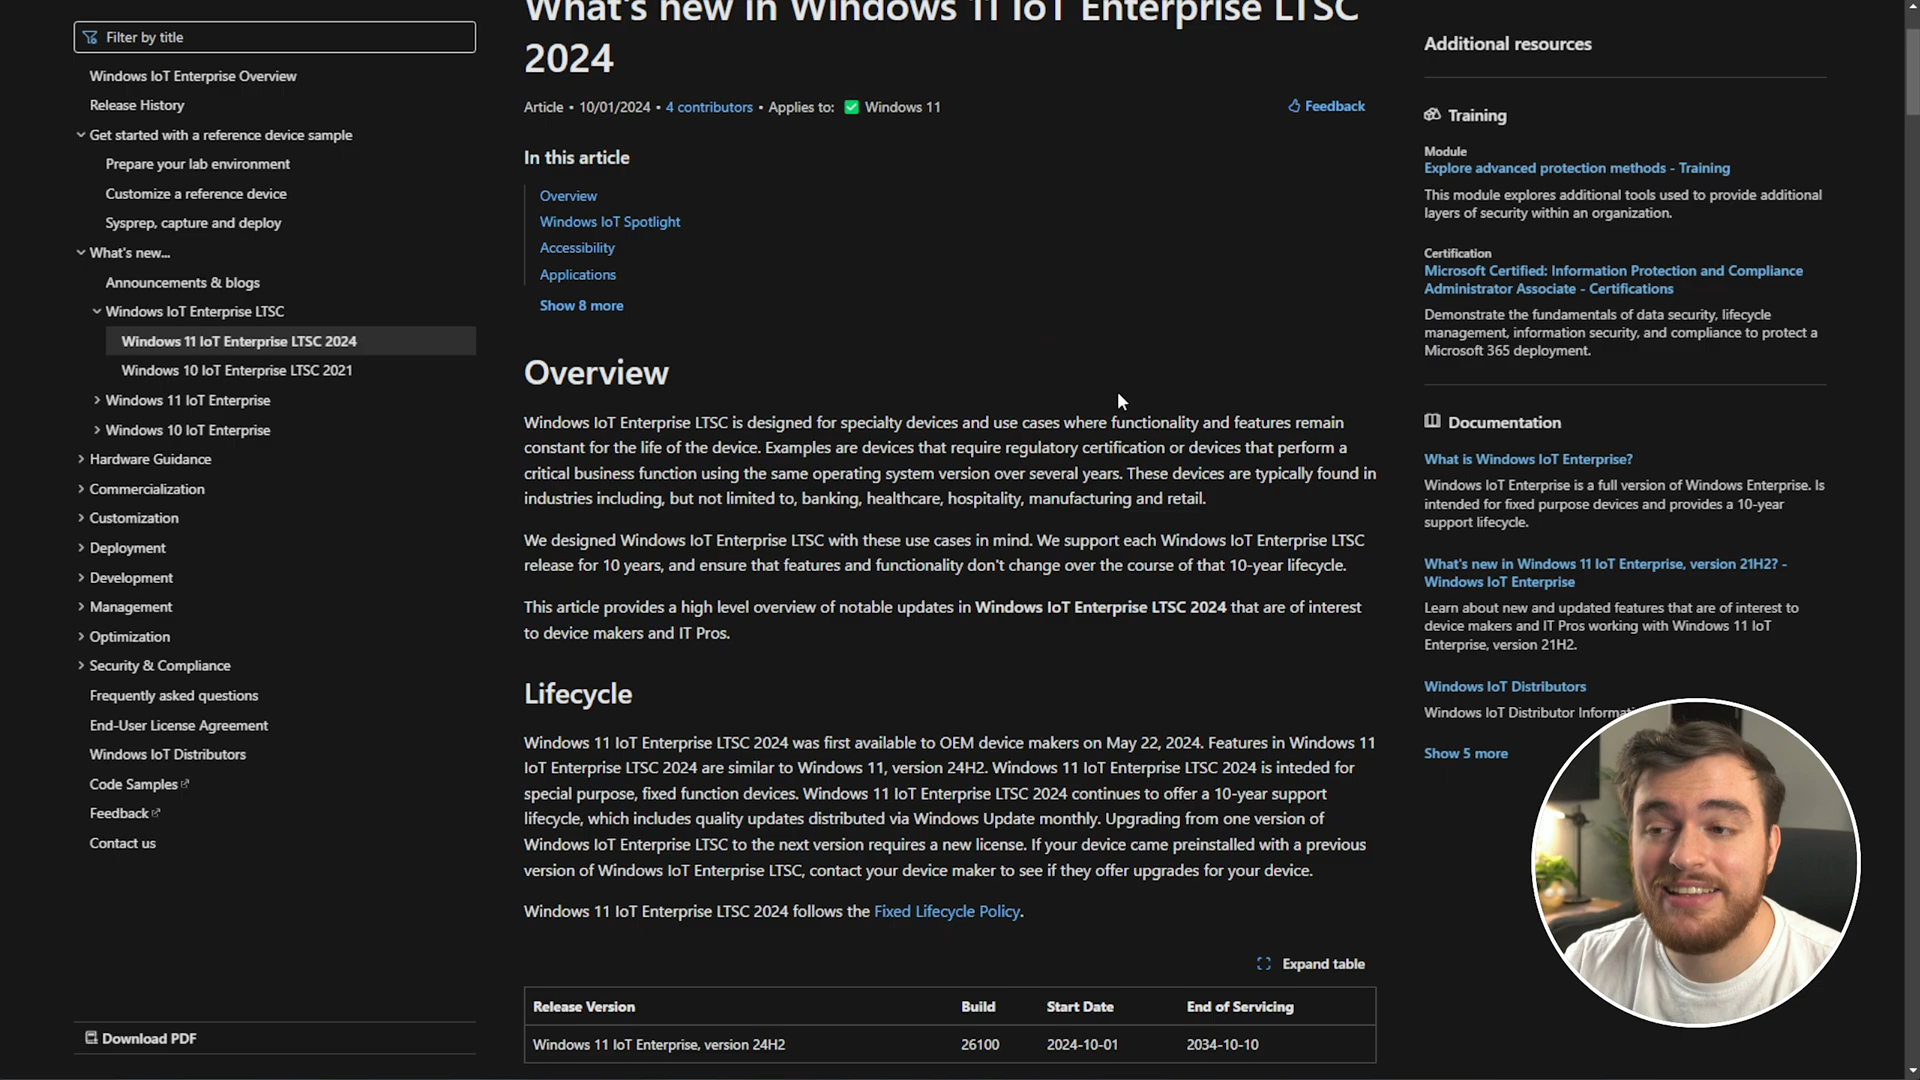 Filter by title
Windows IoT Enterprise Overview
Release History
Get started with a reference device sample
Prepare your lab environment
Customize a reference device
Sysprep, capture and deploy
What's new...
Announcements & blogs
Windows IoT Enterprise LTSC
Windows 11 IoT Enterprise LTSC 2024
Windows 10 IoT Enterprise LTSC 2021
Windows 11 IoT Enterprise
Windows 10 IoT Enterprise
Hardware Guidance
Commercialization
Customization
Deployment
Development
Management
Optimization
Security & Compliance
Frequently asked questions
End-User License Agreement
Windows IoT Distributors
Code Samples
Feedback
Contact us
Download PDF
What's new in Windows 11 IoT Enterprise LTSC
2024
Article • 10/01/2024 • 4 contributors • Applies to: ✅ Windows 11
Feedback
In this article
Overview
Windows IoT Spotlight
Accessibility
Applications
Show 8 more
Overview
Windows IoT Enterprise LTSC is designed for specialty devices and use cases where functionality and features remain
constant for the life of the device. Examples are devices that require regulatory certification or devices that perform a
critical business function using the same operating system version over several years. These devices are typically found in
industries including, but not limited to, banking, healthcare, hospitality, manufacturing and retail.
We designed Windows IoT Enterprise LTSC with these use cases in mind. We support each Windows IoT Enterprise LTSC
release for 10 years, and ensure that features and functionality don't change over the course of that 10-year lifecycle.
This article provides a high level overview of notable updates in Windows IoT Enterprise LTSC 2024 that are of interest
to device makers and IT Pros.
Lifecycle
Windows 11 IoT Enterprise LTSC 2024 was first available to OEM device makers on May 22, 2024. Features in Windows 11
IoT Enterprise LTSC 2024 are similar to Windows 11, version 24H2. Windows 11 IoT Enterprise LTSC 2024 is inteded for
special purpose, fixed function devices. Windows 11 IoT Enterprise LTSC 2024 continues to offer a 10-year support
lifecycle, which includes quality updates distributed via Windows Update monthly. Upgrading from one version of
Windows IoT Enterprise LTSC to the next version requires a new license. If your device came preinstalled with a previous
version of Windows IoT Enterprise LTSC, contact your device maker to see if they offer upgrades for your device.
Windows 11 IoT Enterprise LTSC 2024 follows the Fixed Lifecycle Policy.
Expand table
Release Version Build Start Date End of Servicing
Windows 11 IoT Enterprise, version 24H2 26100 2024-10-01 2034-10-10
Additional resources
Training
Module
Explore advanced protection methods - Training
This module explores additional tools used to provide additional
layers of security within an organization.
Certification
Microsoft Certified: Information Protection and Compliance
Administrator Associate - Certifications
Demonstrate the fundamentals of data security, lifecycle
management, information security, and compliance to protect a
Microsoft 365 deployment.
Documentation
What is Windows IoT Enterprise?
Windows IoT Enterprise is a full version of Windows Enterprise. Is
intended for fixed purpose devices and provides a 10-year
support lifecycle.
What's new in Windows 11 IoT Enterprise, version 21H2? -
Windows IoT Enterprise
Learn about new and updated features that are of interest to
device makers and IT Pros working with Windows 11 IoT
Enterprise, version 21H2.
Windows IoT Distributors
Windows IoT Distributor
Show 5 more